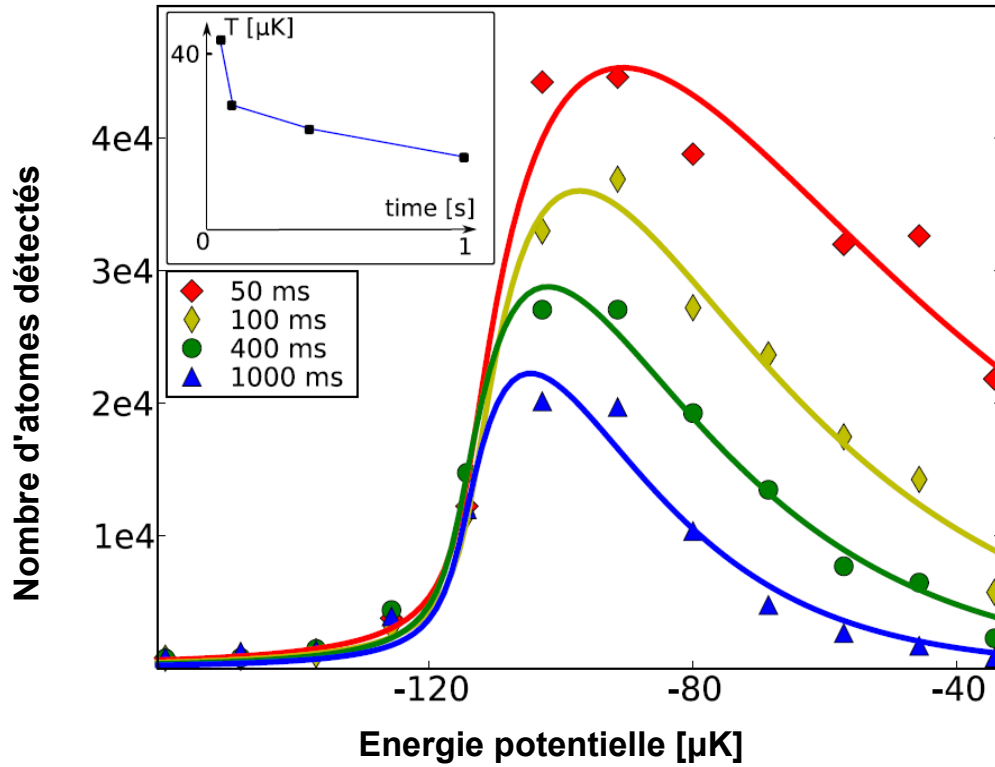 T [µK]
40
time [s]
0
1
50 ms
100 ms
400 ms
1000 ms
4e4
3e4
2e4
1e4
-120
-80
-40
Nombre d'atomes détectés
Energie potentielle [µK]